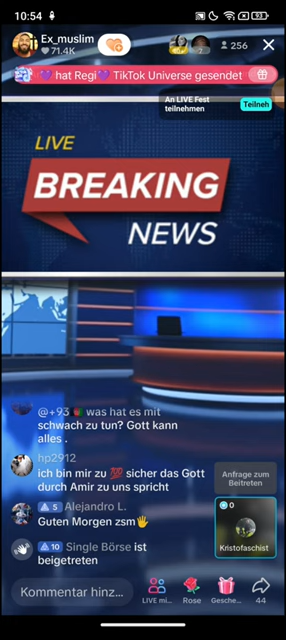 10:54
93
Ex_muslim
71.4K
256
hat Regi💜 TikTok Universe gesendet
An LIVE Fest
teilnehmen
Teilneh
LIVE
BREAKING
NEWS
@+93 🇦🇫 was hat es mit
schwach zu tun? Gott kann
alles .
hp2912
ich bin mir zu 💯 sicher das Gott
durch Amir zu uns spricht
5 Alejandro L.
Guten Morgen zsm🖐
10 Single Börse ist
beigetreten
Anfrage zum
Beitreten
0
Kristofaschist
Kommentar hinz...
LIVE mi...
Rose
Gesche...
44